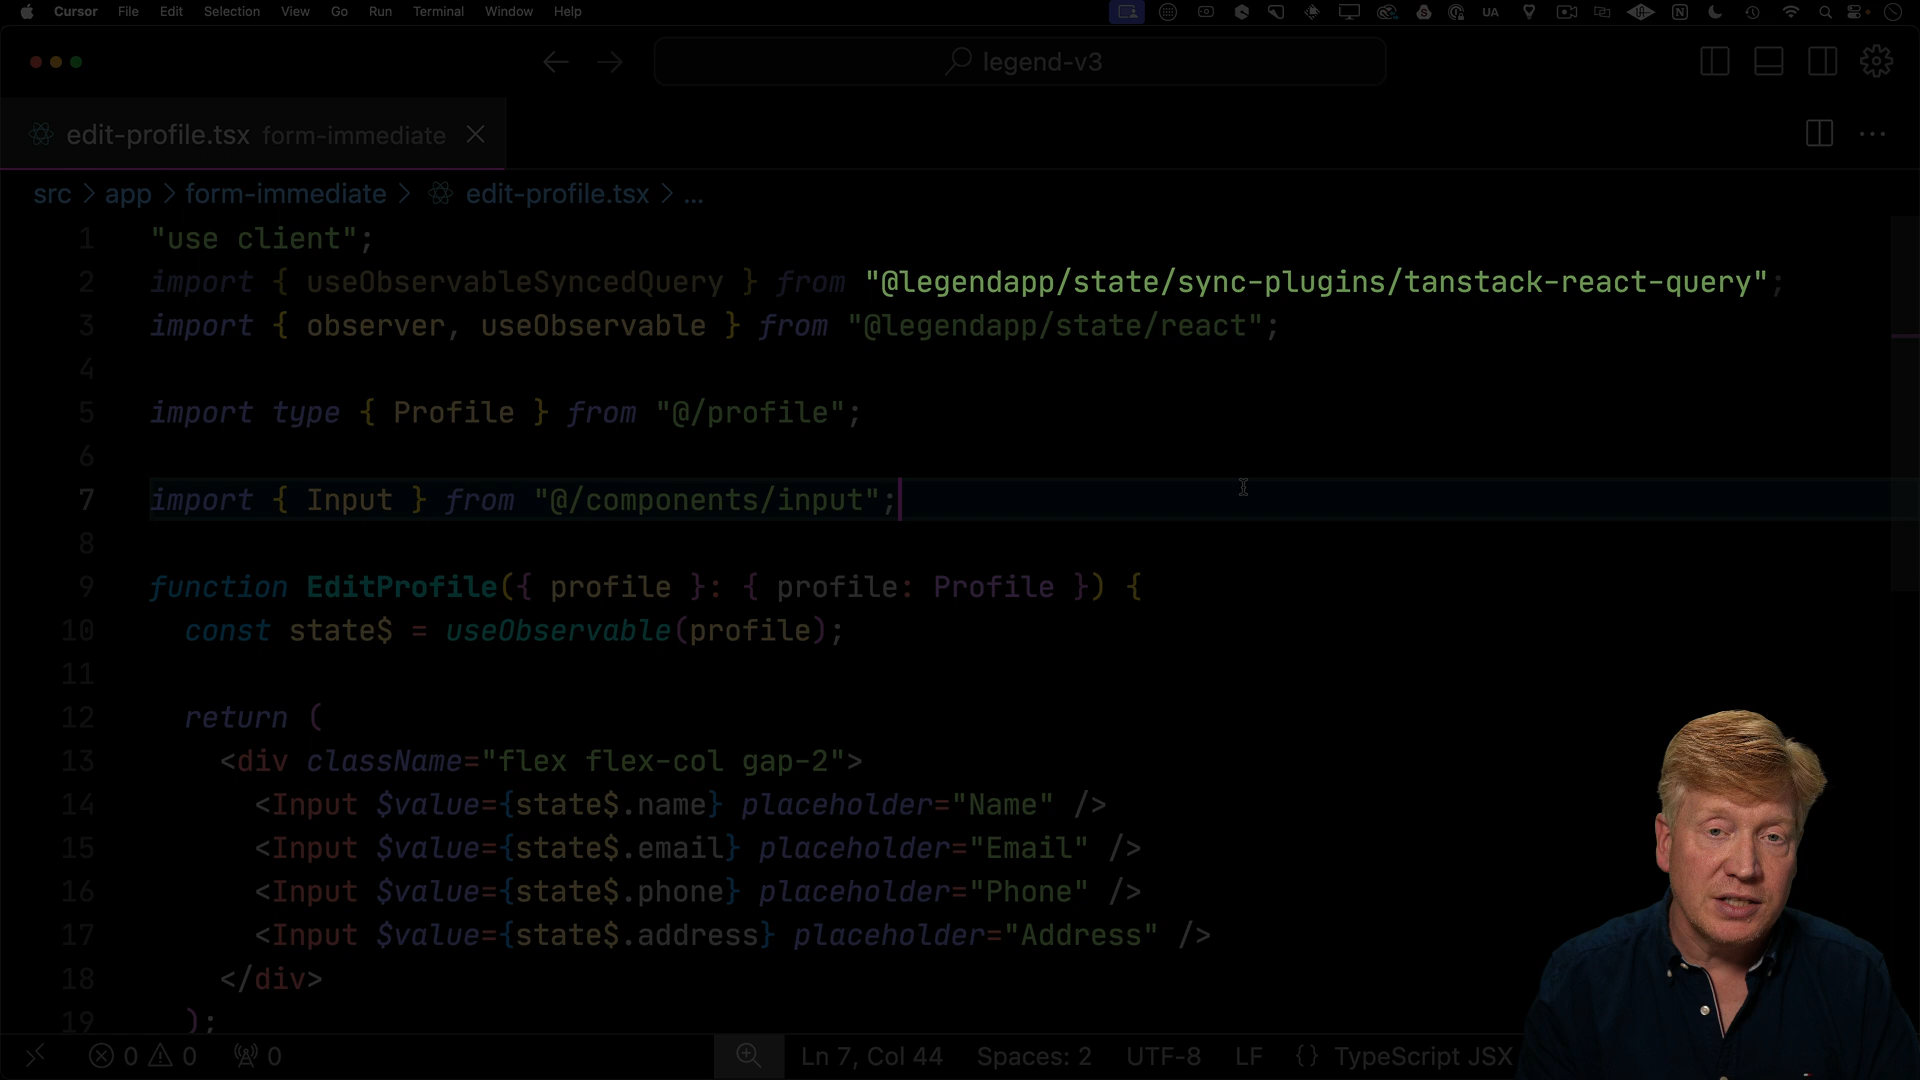 Cursor File Edit Selection View Go Run Terminal Window Help UA
legend-v3
edit-profile.tsx form-immediate
src > app > form-immediate > edit-profile.tsx > ...
1 "use client";
2 import { useObservableSyncedQuery } from "@legendapp/state/sync-plugins/tanstack-react-query";
3 import { observer, useObservable } from "@legendapp/state/react";
4
5 import type { Profile } from "@/profile";
6
7 import { Input } from "@/components/input";
8
9 function EditProfile({ profile }: { profile: Profile }) {
10 const state$ = useObservable(profile);
11
12 return (
13 <div className="flex flex-col gap-2">
14 <Input $value={state$.name} placeholder="Name" />
15 <Input $value={state$.email} placeholder="Email" />
16 <Input $value={state$.phone} placeholder="Phone" />
17 <Input $value={state$.address} placeholder="Address" />
18 </div>
19 );
0 0 0 Ln 7, Col 44 Spaces: 2 UTF-8 LF {} TypeScript JSX